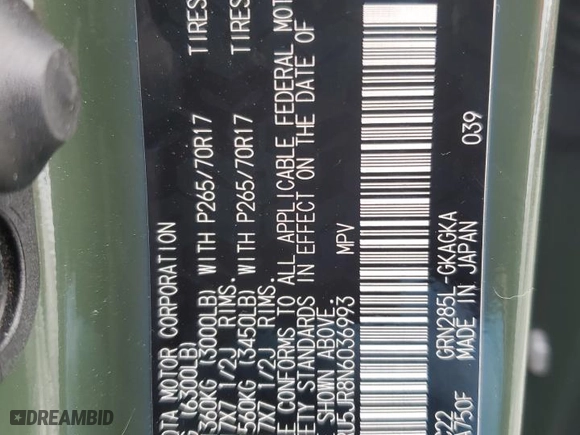 OTA MOTOR CORPORATION
(6300LB)
360KG (3000LB) WITH P265/70R17 TIRES
7X7 1/2J RIMS.
560KG (3450LB) WITH P265/70R17 TIRES
7X7 1/2J RIMS.
CONFORMS TO ALL APPLICABLE FEDERAL MOT
ETY STANDARDS IN EFFECT ON THE DATE OF
SHOWN ABOVE.
RU5JR8N6036993 MPV
C22 GRN285L-GKAGKA
750F MADE IN JAPAN 039
DREAMBID